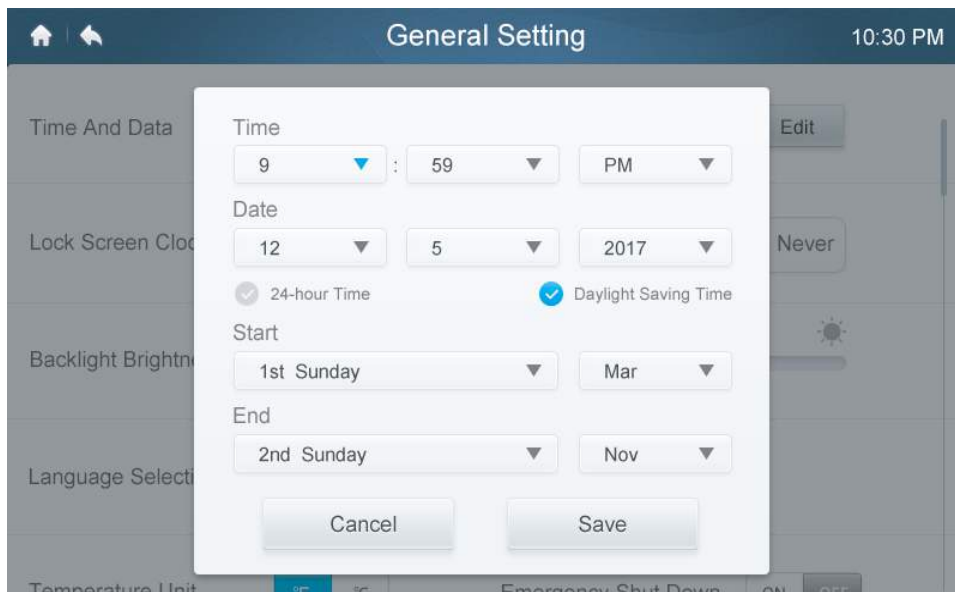 General Setting
10:30 PM
Time And Data
Edit
Time
9 : 59 PM
Date
12 5 2017
Lock Screen Cloc
Never
24-hour Time
Daylight Saving Time
Start
1st Sunday Mar
Backlight Brightn
End
2nd Sunday Nov
Language Selecti
Cancel
Save
Temperature Unit
°F °C
Emergency Shut Down
ON OFF